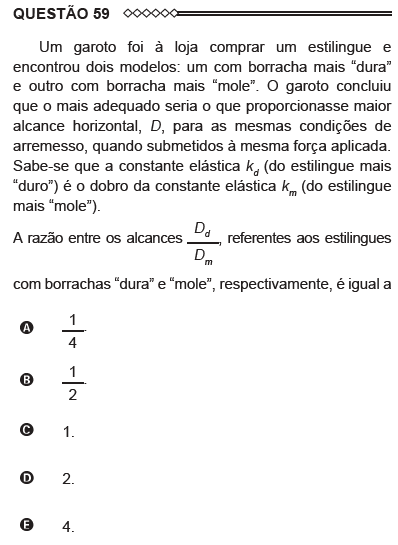 QUESTÃO 59
Um garoto foi à loja comprar um estilingue e
encontrou dois modelos: um com borracha mais “dura”
e outro com borracha mais “mole”. O garoto concluiu
que o mais adequado seria o que proporcionasse maior
alcance horizontal, D, para as mesmas condições de
arremesso, quando submetidos à mesma força aplicada.
Sabe-se que a constante elástica k_d (do estilingue mais
“duro”) é o dobro da constante elástica k_m (do estilingue
mais “mole”).
A razão entre os alcances D_d/D_m, referentes aos estilingues
com borrachas “dura” e “mole”, respectivamente, é igual a
A 1/4.
B 1/2.
C 1.
D 2.
E 4.